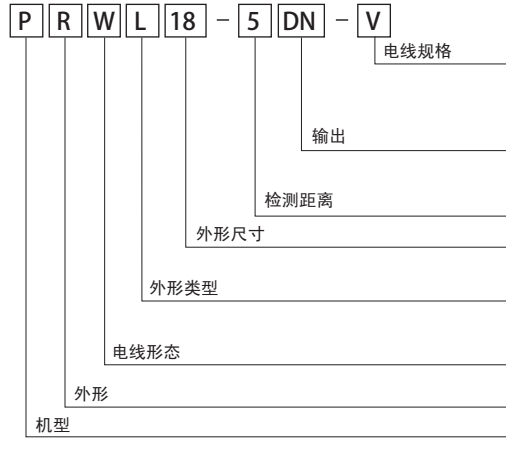 P R W L 18 - 5 DN - V
电线规格
输出
检测距离
外形尺寸
外形类型
电线形态
外形
机型